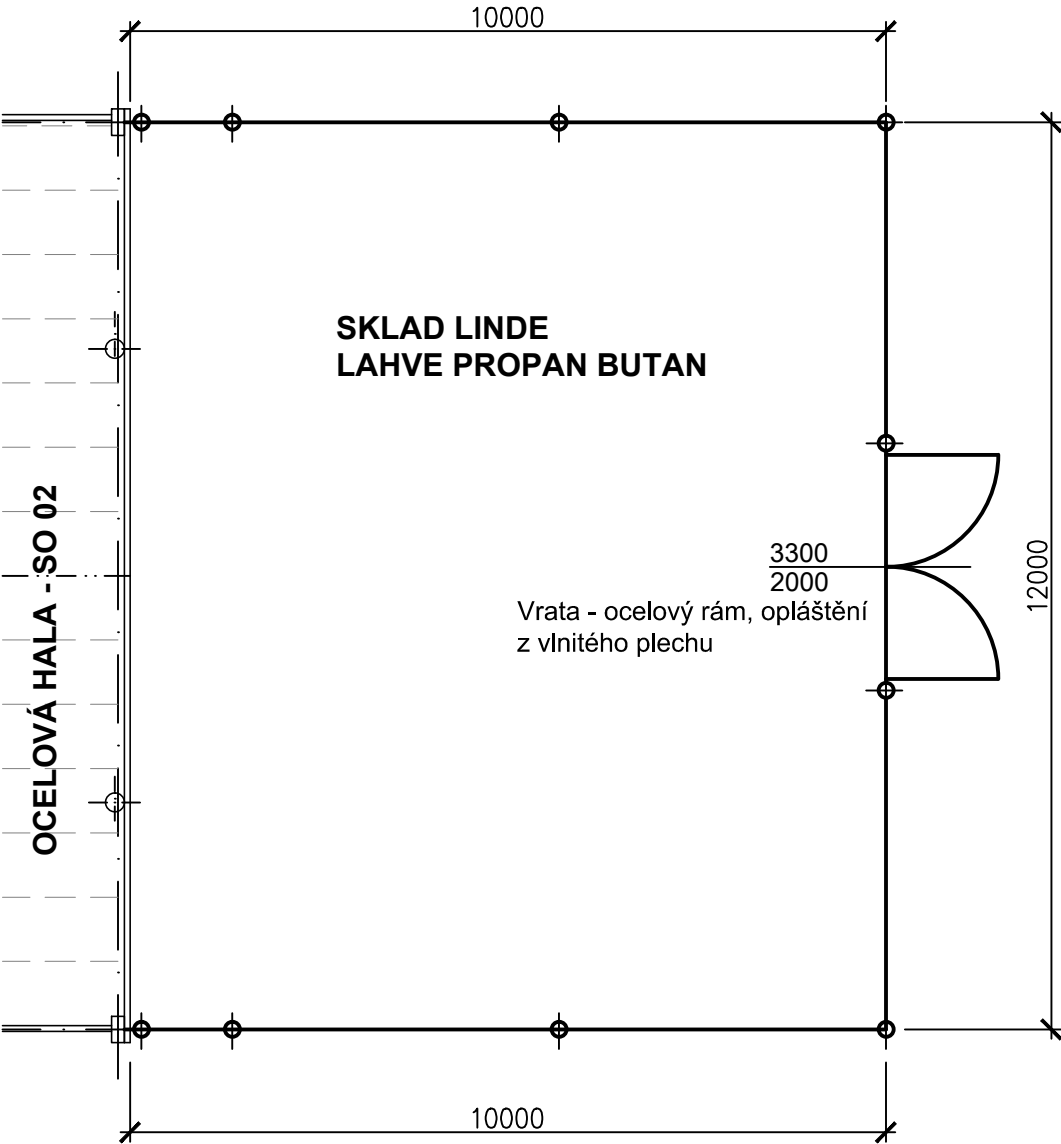 10000
SKLAD LINDE
LAHVE PROPAN BUTAN
OCELOVÁ HALA - SO 02
3300
2000
Vrata - ocelový rám, opláštění
z vlnitého plechu
12000
10000